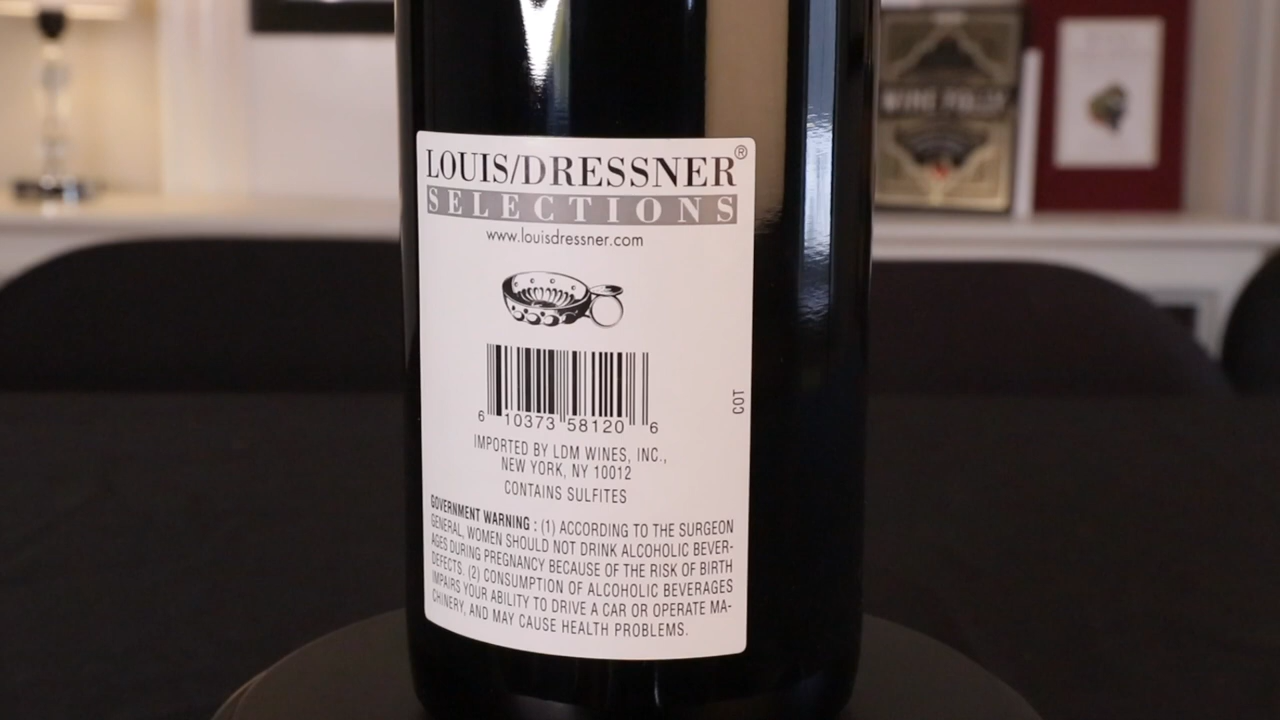 LOUIS/DRESSNER®
SELECTIONS
www.louisdressner.com
6 10373 58120 6
COT
IMPORTED BY LDM WINES, INC.,
NEW YORK, NY 10012
CONTAINS SULFITES
GOVERNMENT WARNING : (1) ACCORDING TO THE SURGEON
GENERAL, WOMEN SHOULD NOT DRINK ALCOHOLIC BEVER-
AGES DURING PREGNANCY BECAUSE OF THE RISK OF BIRTH
DEFECTS. (2) CONSUMPTION OF ALCOHOLIC BEVERAGES
IMPAIRS YOUR ABILITY TO DRIVE A CAR OR OPERATE MA-
CHINERY, AND MAY CAUSE HEALTH PROBLEMS.
WINE FOLLY